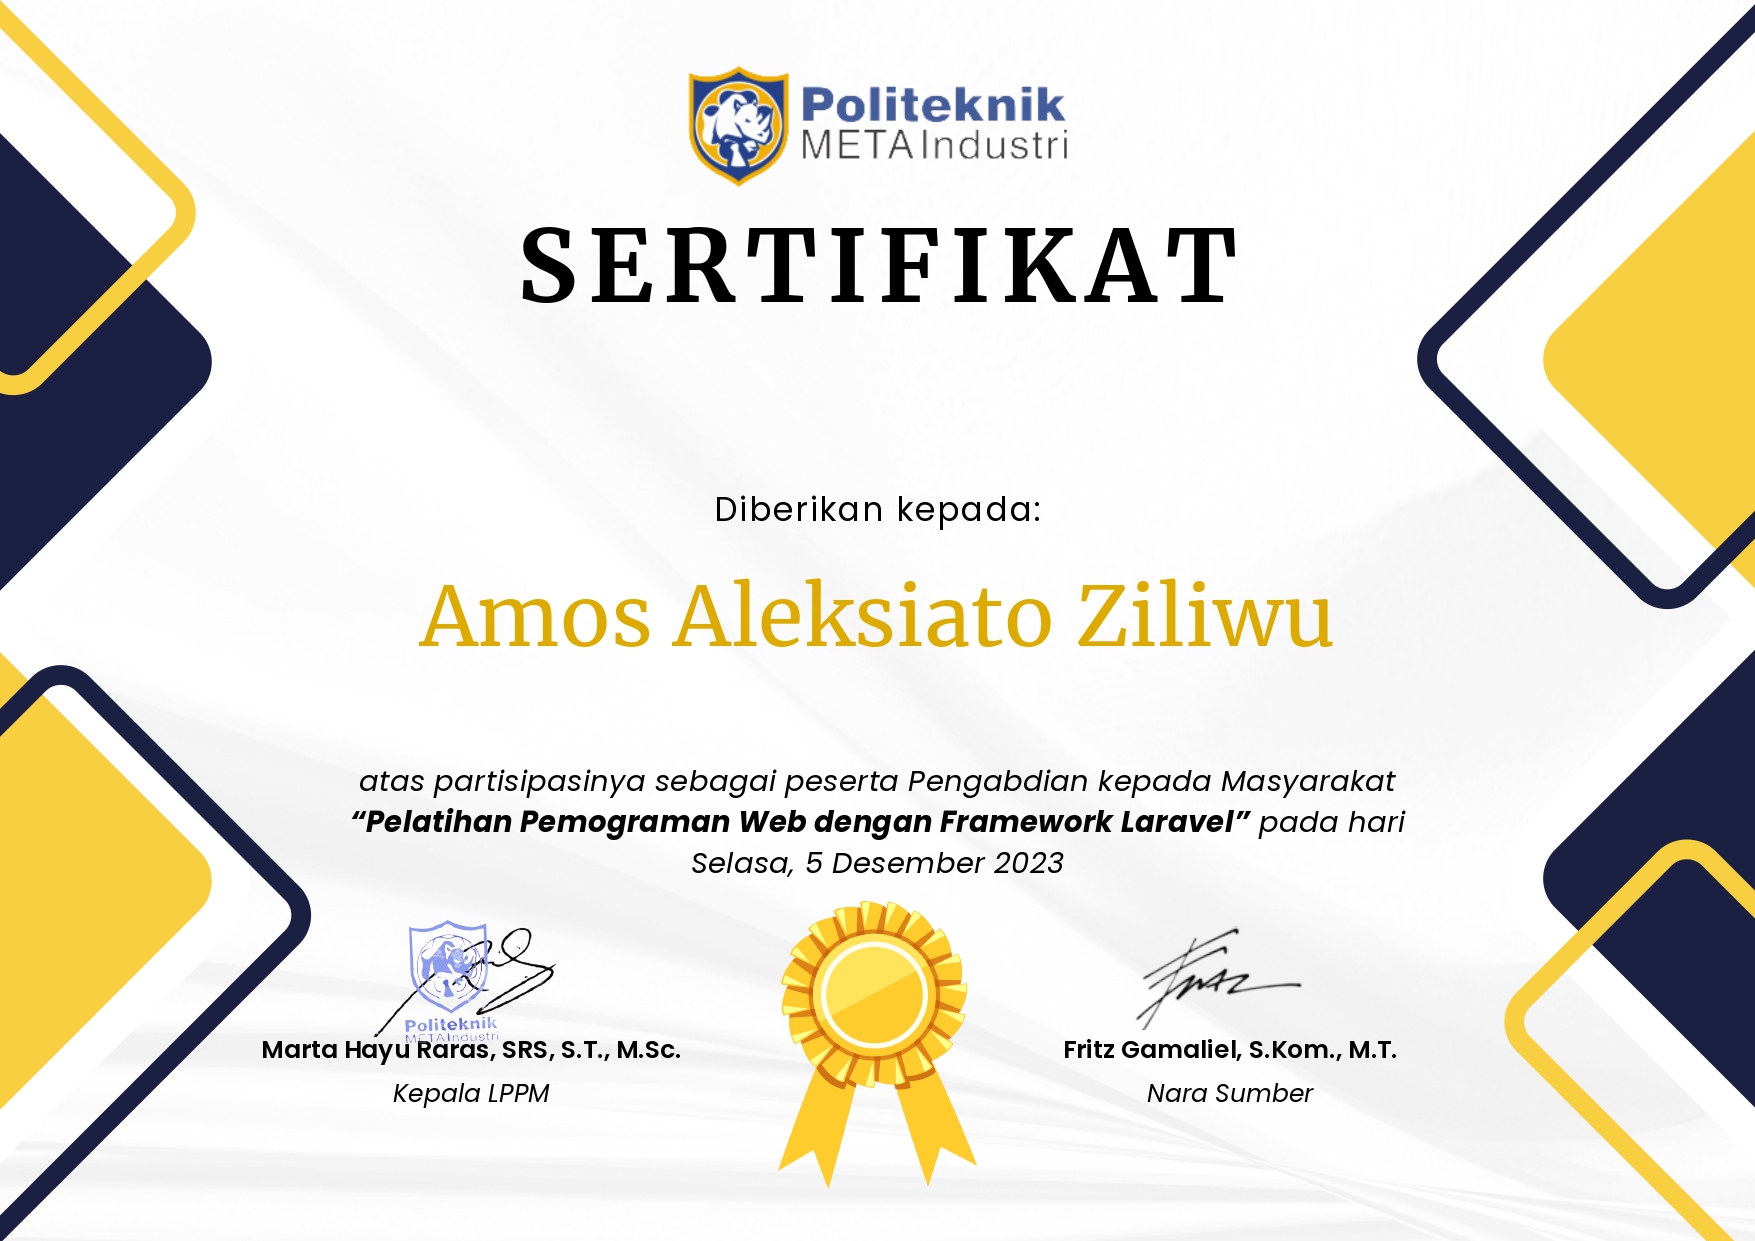 Politeknik
METAIndustri
SERTIFIKAT
Diberikan kepada:
Amos Aleksiato Ziliwu
atas partisipasinya sebagai peserta Pengabdian kepada Masyarakat
“Pelatihan Pemograman Web dengan Framework Laravel” pada hari
Selasa, 5 Desember 2023
Politeknik
METAIndustri
Marta Hayu Raras, SRS, S.T., M.Sc.
Kepala LPPM
Fritz Gamaliel, S.Kom., M.T.
Nara Sumber